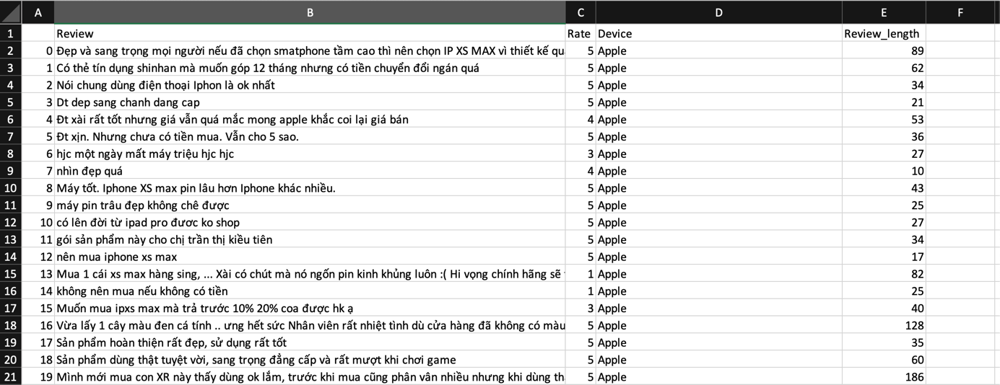 A B C D E F
1 Review Rate Device Review_length
2 0 Đẹp và sang trọng mọi người nếu đã chọn smatphone tầm cao thì nên chọn IP XS MAX vì thiết kế qu 5 Apple 89
3 1 Có thẻ tín dụng shinhan mà muốn góp 12 tháng nhưng có tiền chuyển đổi ngán quá 5 Apple 62
4 2 Nói chung dùng điện thoại Iphon là ok nhất 5 Apple 34
5 3 Dt dep sang chanh dang cap 5 Apple 21
6 4 Đt xài rất tốt nhưng giá vẫn quá mắc mong apple khắc coi lại giá bán 4 Apple 53
7 5 Đt xịn. Nhưng chưa có tiền mua. Vẫn cho 5 sao. 5 Apple 36
8 6 hjc một ngày mất máy triệu hjc hjc 3 Apple 27
9 7 nhìn đẹp quá 4 Apple 10
10 8 Máy tốt. Iphone XS max pin lâu hơn Iphone khác nhiều. 5 Apple 43
11 9 máy pin trâu đẹp không chê được 5 Apple 25
12 10 có lên đời từ ipad pro đươc ko shop 5 Apple 27
13 11 gói sản phẩm này cho chị trần thị kiều tiên 5 Apple 34
14 12 nên mua iphone xs max 5 Apple 17
15 13 Mua 1 cái xs max hàng sing, ... Xài có chút mà nó ngốn pin kinh khủng luôn :( Hi vọng chính hãng sẽ 1 Apple 82
16 14 không nên mua nếu không có tiền 1 Apple 25
17 15 Muốn mua ipxs max mà trả trước 10% 20% coa được hk ạ 3 Apple 40
18 16 Vừa lấy 1 cây màu đen cá tính .. ưng hết sức Nhân viên rất nhiệt tình dù cửa hàng đã không có màu 5 Apple 128
19 17 Sản phẩm hoàn thiện rất đẹp, sử dụng rất tốt 5 Apple 35
20 18 Sản phẩm dùng thật tuyệt vời, sang trọng đẳng cấp và rất mượt khi chơi game 5 Apple 60
21 19 Mình mới mua con XR này thấy dùng ok lắm, trước khi mua cũng phân vân nhiều nhưng khi dùng th 5 Apple 186